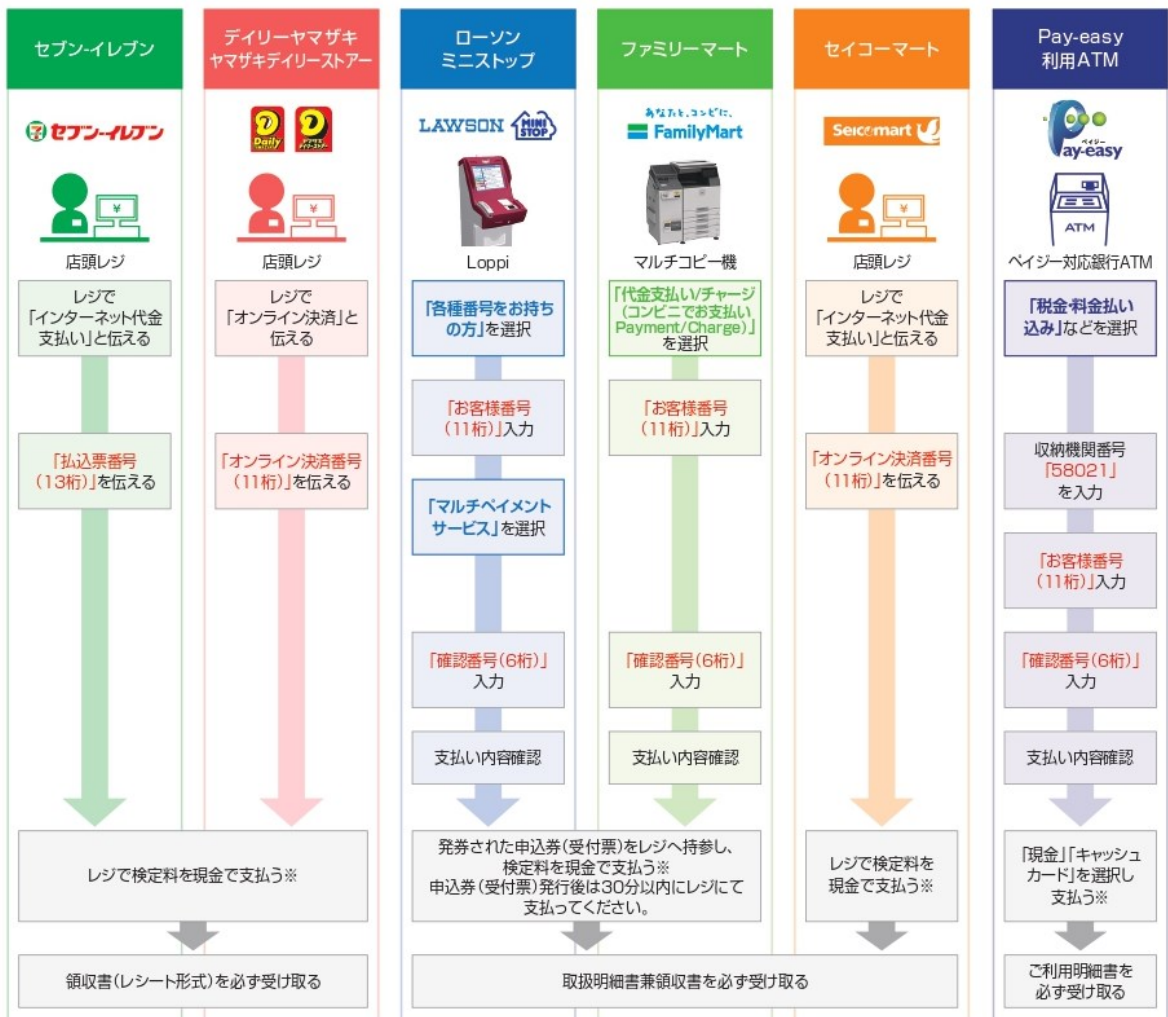 セブン-イレブン
デイリーヤマザキ
ヤマザキデイリーストアー
ローソン
ミニストップ
ファミリーマート
セイコーマート
Pay-easy
利用ATM
セブン-イレブン
Daily
LAWSON
MINI
STOP
あなたと、コンビに、
FamilyMart
Seicomart
ペイジー
Pay-easy
¥
¥
¥
ATM
店頭レジ
店頭レジ
Loppi
マルチコピー機
店頭レジ
ペイジー対応銀行ATM
レジで
「インターネット代金
支払い」と伝える
レジで
「オンライン決済」と
伝える
「各種番号をお持ち
の方」を選択
「代金支払い/チャージ
(コンビニでお支払い
Payment/Charge)」
を選択
レジで
「インターネット代金
支払い」と伝える
「税金・料金払い
込み」などを選択
「お客様番号
(11桁)」入力
「お客様番号
(11桁)」入力
「払込票番号
(13桁)」を伝える
「オンライン決済番号
(11桁)」を伝える
「マルチペイメント
サービス」を選択
「オンライン決済番号
(11桁)」を伝える
収納機関番号
「58021」
を入力
「お客様番号
(11桁)」入力
「確認番号(6桁)」
入力
「確認番号(6桁)」
入力
「確認番号(6桁)」
入力
支払い内容確認
支払い内容確認
支払い内容確認
レジで検定料を現金で支払う※
発券された申込券(受付票)をレジへ持参し、
検定料を現金で支払う※
申込券(受付票)発行後は30分以内にレジにて
支払ってください。
レジで検定料を
現金で支払う※
「現金」「キャッシュ
カード」を選択し
支払う※
領収書(レシート形式)を必ず受け取る
取扱明細書兼領収書を必ず受け取る
ご利用明細書を
必ず受け取る